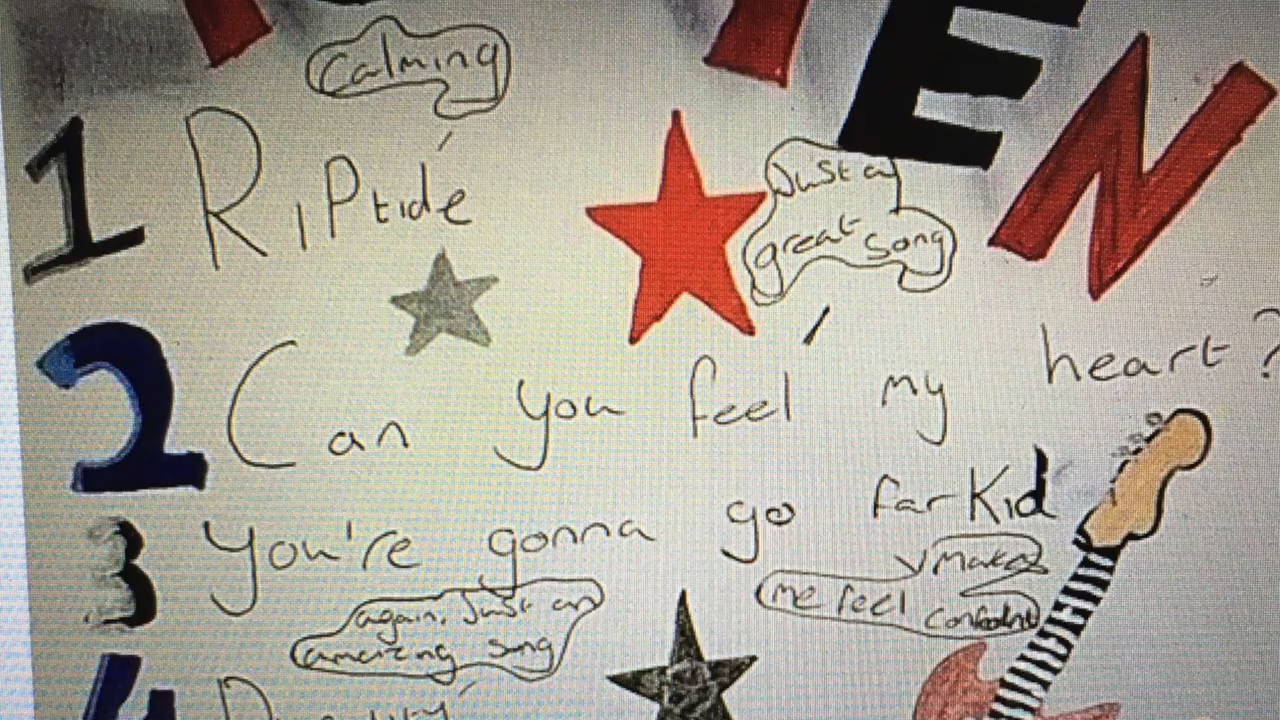 TEN
Calming
1 Riptide
Just a
great song
2 Can you feel my heart?
3 You're gonna go far Kid
Makes
me feel confident
again, Just an
amazing song
4